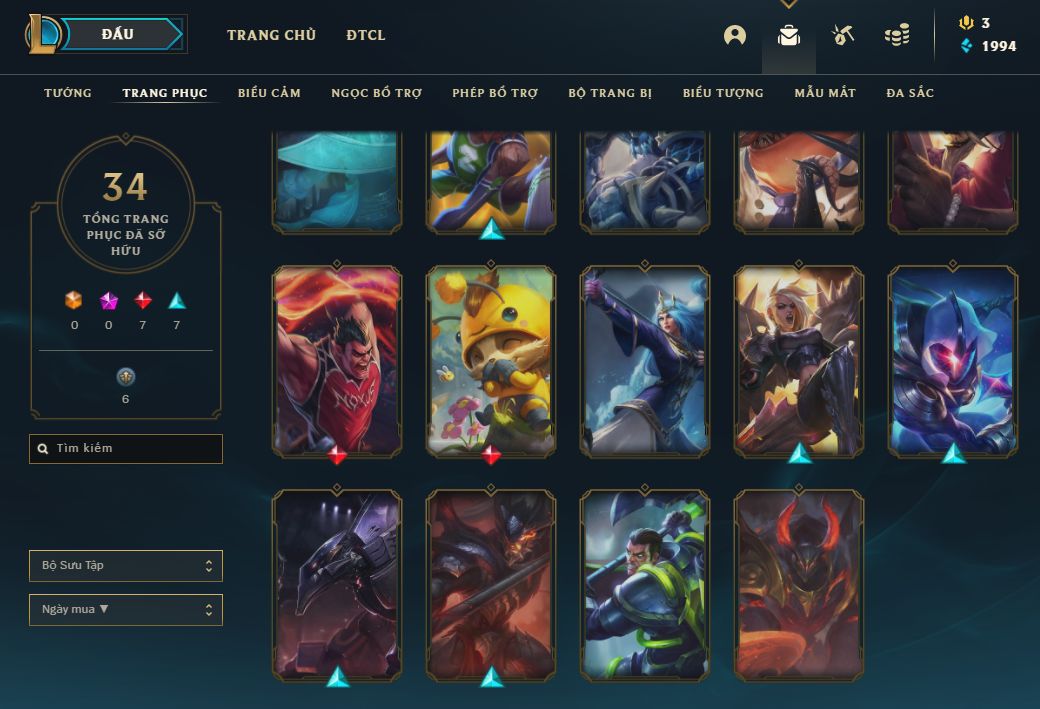 ĐẤU
TRANG CHỦ
ĐTCL
3
1994
TƯỚNG
TRANG PHỤC
BIỂU CẢM
NGỌC BỔ TRỢ
PHÉP BỔ TRỢ
BỘ TRANG BỊ
BIỂU TƯỢNG
MẪU MẮT
ĐA SẮC
34
TỔNG TRANG
PHỤC ĐÃ SỞ
HỮU
0 0 7 7
6
Tìm kiếm
Bộ Sưu Tập
Ngày mua ▼